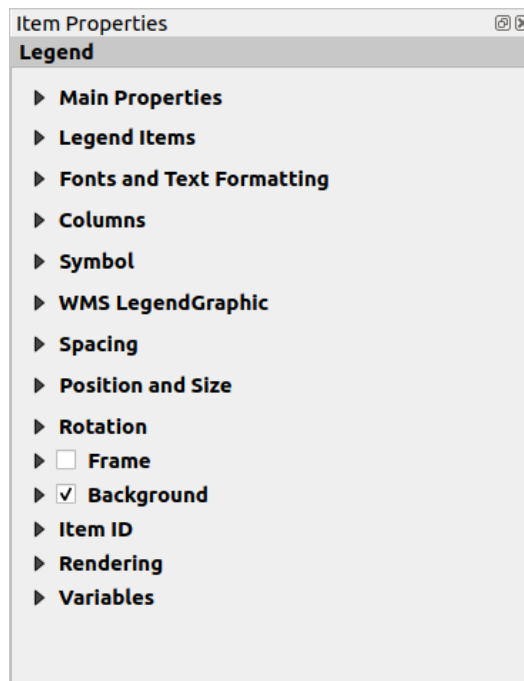 Item Properties
Legend
Main Properties
Legend Items
Fonts and Text Formatting
Columns
Symbol
WMS LegendGraphic
Spacing
Position and Size
Rotation
Frame
Background
Item ID
Rendering
Variables